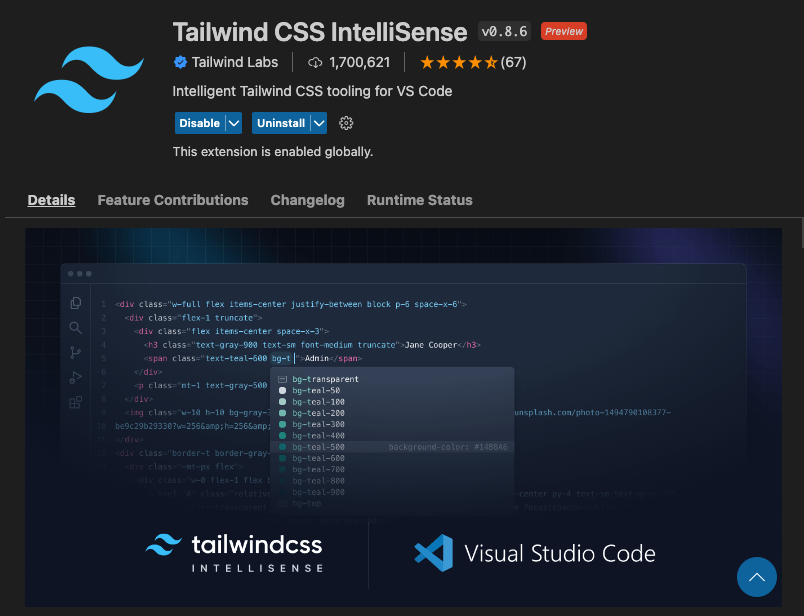 Tailwind CSS IntelliSense v0.8.6 Preview
Tailwind Labs 1,700,621 (67)
Intelligent Tailwind CSS tooling for VS Code
Disable Uninstall
This extension is enabled globally.
Details Feature Contributions Changelog Runtime Status
1 <div class="w-full flex items-center justify-between block p-6 space-x-6">
2 <div class="flex-1 truncate">
3 <div class="flex items-center space-x-3">
4 <h3 class="text-gray-900 text-sm font-medium truncate">Jane Cooper</h3>
5 <span class="text-teal-600 bg-t ">Admin</span>
6 </div>
7 <p class="mt-1 text-gray-500
8 </div>
9 <img class="w-10 h-10 bg-gray-3 unsplash.com/photo-1494790108377-
be9c29b29330?w=256&amp;h=256&amp;
10 </div>
<div class="border-t border-gray-
<div class="-mt-px flex">
<div class="w-0 flex-1 flex b
bg-transparent
bg-teal-50
bg-teal-100
bg-teal-200
bg-teal-300
bg-teal-400
bg-teal-500 background-color: #14B8A6
bg-teal-600
bg-teal-700
bg-teal-800
bg-teal-900
bg-top
tailwindcss
INTELLISENSE
Visual Studio Code